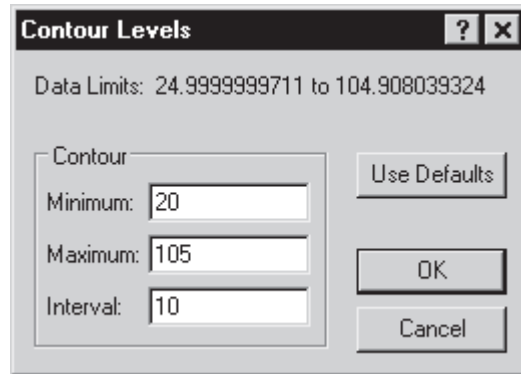 Contour Levels
Data Limits: 24.9999999711 to 104.908039324
Contour
Minimum: 20
Maximum: 105
Interval: 10
Use Defaults
OK
Cancel